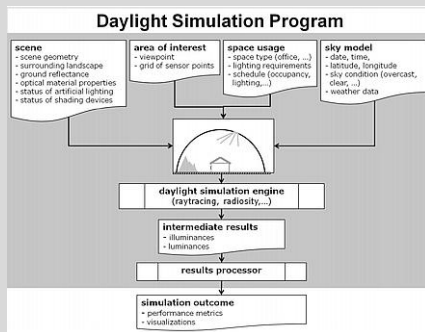 Daylight Simulation Program
scene
- scene geometry
- surrounding landscape
- ground reflectance
- optical material properties
- status of artificial lighting
- status of shading devices
area of interest
- viewpoint
- grid of sensor points
space usage
- space type (office, ...)
- lighting requirements
- schedule (occupancy,
lighting,...)
sky model
- date, time,
- latitude, longitude
- sky condition (overcast,
clear, ...)
- weather data
daylight simulation engine
(raytracing, radiosity,...)
intermediate results
- illuminances
- luminances
results processor
simulation outcome
- performance metrics
- visualizations